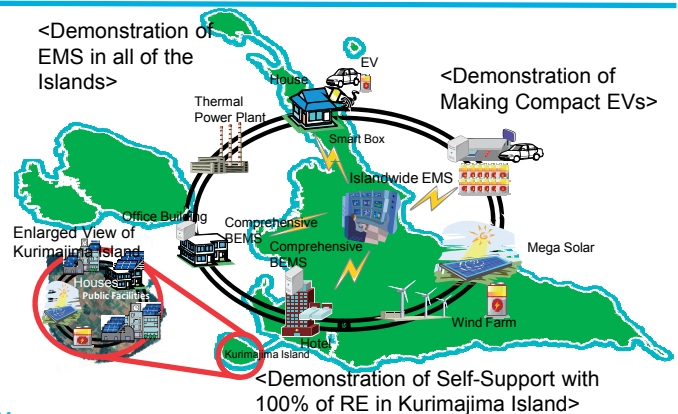 <Demonstration of
EMS in all of the
Islands>
EV
House
<Demonstration of
Making Compact EVs>
Thermal
Power Plant
Smart Box
Islandwide EMS
Office Building
Comprehensive
BEMS
Comprehensive
BEMS
Enlarged View of
Kurimajima Island
Houses
Public Facilities
Mega Solar
Wind Farm
Hotel
Kurimajima Island
<Demonstration of Self-Support with
100% of RE in Kurimajima Island>